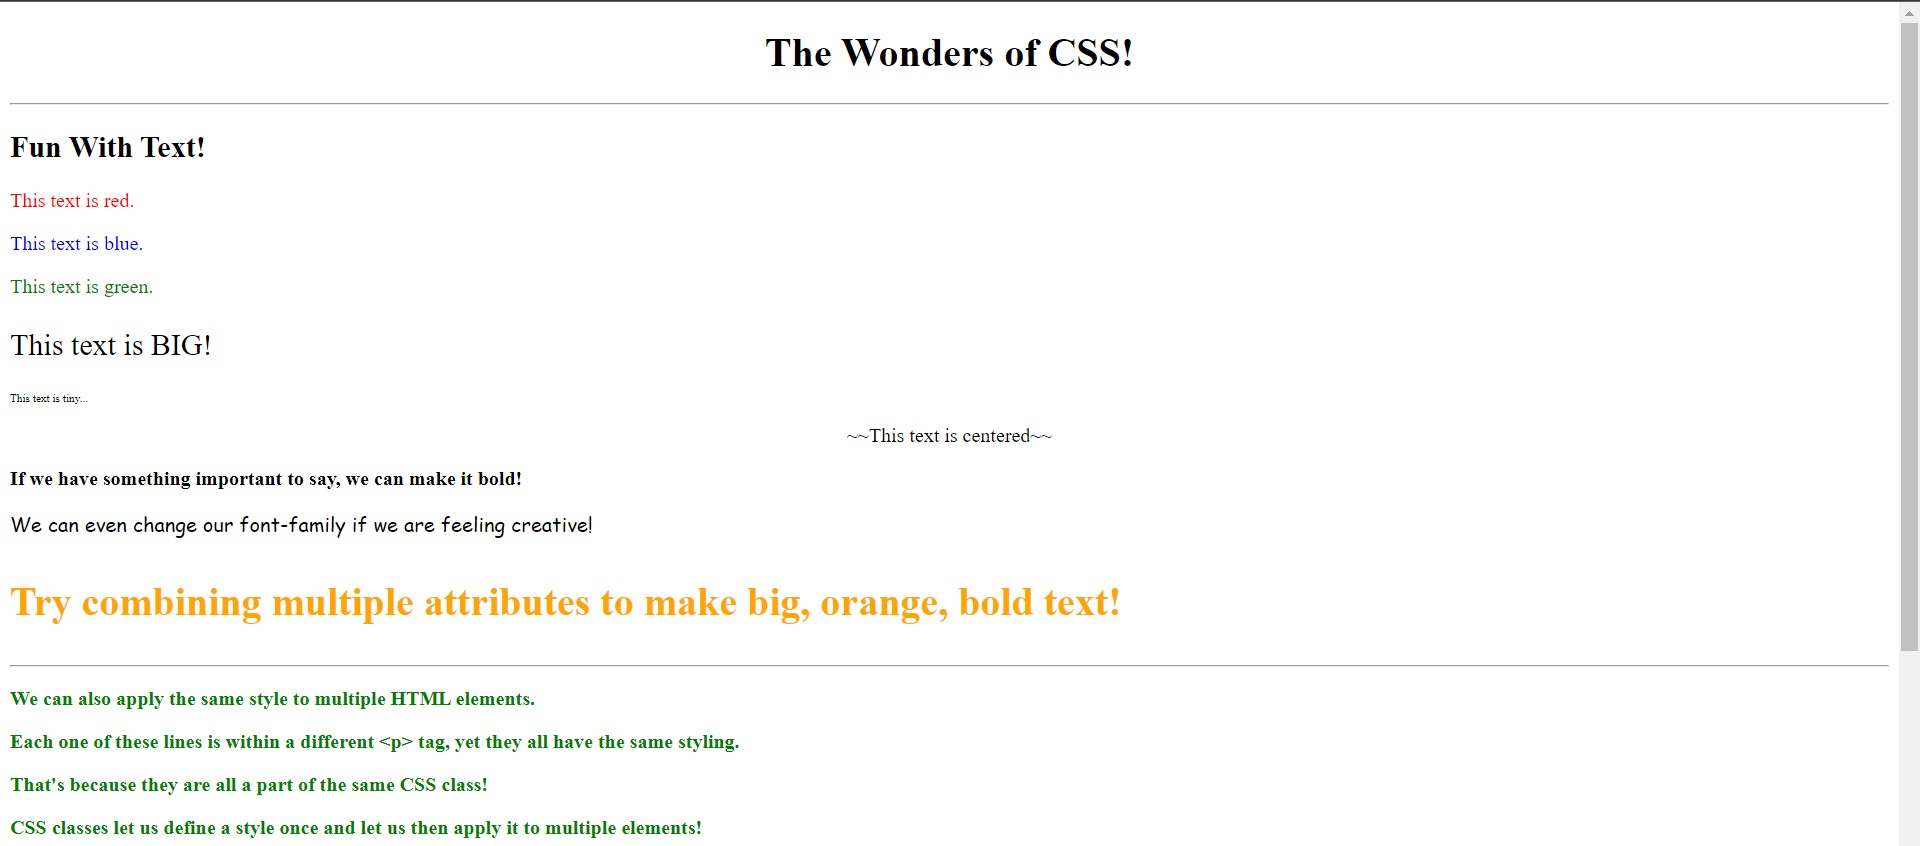 The Wonders of CSS!
Fun With Text!
This text is red.
This text is blue.
This text is green.
This text is BIG!
This text is tiny...
~~This text is centered~~
If we have something important to say, we can make it bold!
We can even change our font-family if we are feeling creative!
Try combining multiple attributes to make big, orange, bold text!
We can also apply the same style to multiple HTML elements.
Each one of these lines is within a different <p> tag, yet they all have the same styling.
That's because they are all a part of the same CSS class!
CSS classes let us define a style once and let us then apply it to multiple elements!